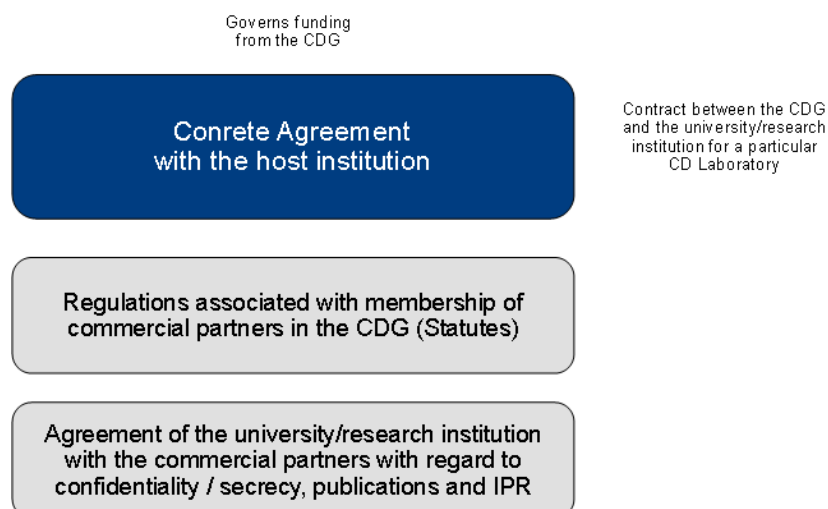 Governs funding
from the CDG
Conrete Agreement
with the host institution
Contract between the CDG
and the university/research
institution for a particular
CD Laboratory
Regulations associated with membership of
commercial partners in the CDG (Statutes)
Agreement of the university/research institution
with the commercial partners with regard to
confidentiality / secrecy, publications and IPR